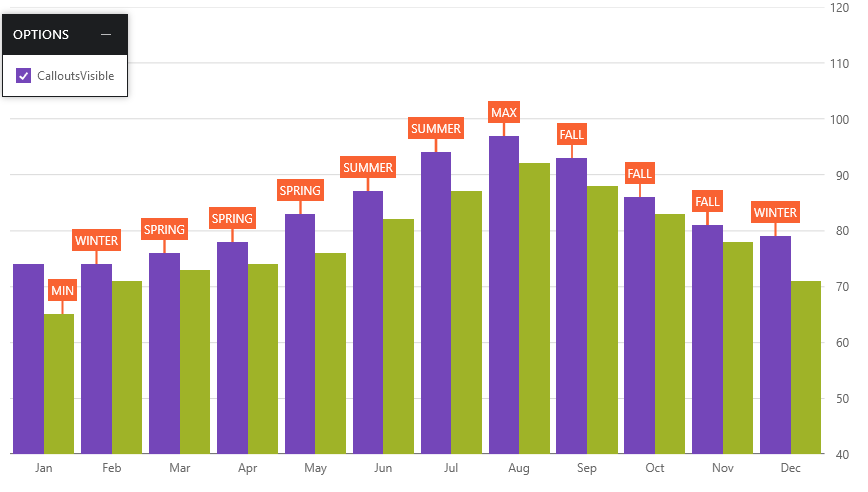 OPTIONS
CalloutsVisible
120
110
100
90
80
70
60
50
40
MIN
WINTER
SPRING
SPRING
SPRING
SUMMER
SUMMER
MAX
FALL
FALL
FALL
WINTER
Jan Feb Mar Apr May Jun Jul Aug Sep Oct Nov Dec